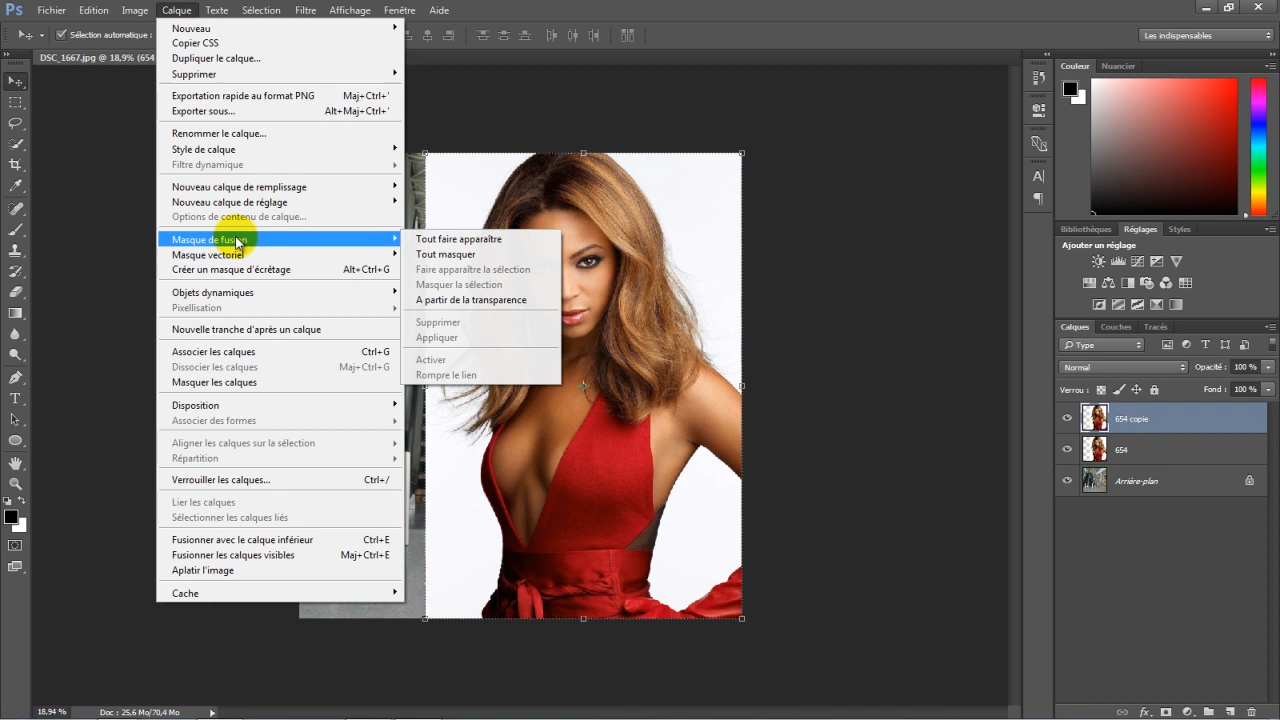 Ps Fichier Edition Image Calque Texte Sélection Filtre Affichage Fenêtre Aide
Sélection automatique :
Les indispensables
DSC_1667.jpg @ 18,9% (654
Nouveau
Copier CSS
Dupliquer le calque...
Supprimer
Exportation rapide au format PNG Maj+Ctrl+'
Exporter sous... Alt+Maj+Ctrl+'
Renommer le calque...
Style de calque
Filtre dynamique
Nouveau calque de remplissage
Nouveau calque de réglage
Options de contenu de calque...
Masque de fusion
Masque vectoriel
Créer un masque d'écrêtage Alt+Ctrl+G
Objets dynamiques
Pixellisation
Nouvelle tranche d'après un calque
Associer les calques Ctrl+G
Dissocier les calques Maj+Ctrl+G
Masquer les calques
Disposition
Associer des formes
Aligner les calques sur la sélection
Répartition
Verrouiller les calques... Ctrl+/
Lier les calques
Sélectionner les calques liés
Fusionner avec le calque inférieur Ctrl+E
Fusionner les calques visibles Maj+Ctrl+E
Aplatir l'image
Cache
Tout faire apparaître
Tout masquer
Faire apparaître la sélection
Masquer la sélection
A partir de la transparence
Supprimer
Appliquer
Activer
Rompre le lien
Couleur Nuancier
Bibliothèques Réglages Styles
Ajouter un réglage
Calques Couches Tracés
Type
Normal Opacité : 100 %
Verrou : Fond : 100 %
654 copie
654
Arrière-plan
18,94 % Doc : 25,6 Mo/70,4 Mo